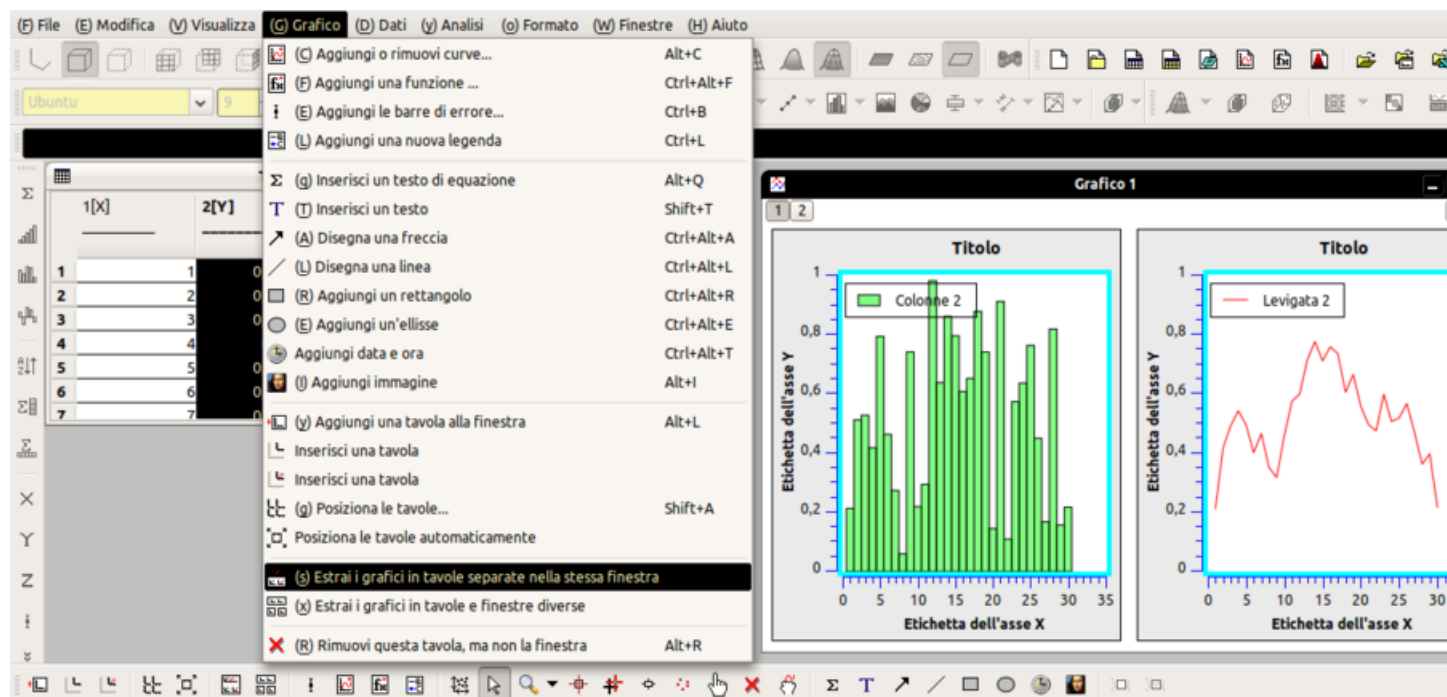 (F) File (E) Modifica (V) Visualizza (G) Grafico (D) Dati (y) Analisi (o) Formato (W) Finestre (H) Aiuto
Ubuntu 9
(C) Aggiungi o rimuovi curve... Alt+C
(F) Aggiungi una funzione ... Ctrl+Alt+F
(E) Aggiungi le barre di errore... Ctrl+B
(L) Aggiungi una nuova legenda Ctrl+L
(q) Inserisci un testo di equazione Alt+Q
(T) Inserisci un testo Shift+T
(A) Disegna una freccia Ctrl+Alt+A
(L) Disegna una linea Ctrl+Alt+L
(R) Aggiungi un rettangolo Ctrl+Alt+R
(E) Aggiungi un'ellisse Ctrl+Alt+E
Aggiungi data e ora Ctrl+Alt+T
(I) Aggiungi immagine Alt+I
(y) Aggiungi una tavola alla finestra Alt+L
Inserisci una tavola
Inserisci una tavola
(g) Posiziona le tavole... Shift+A
Posiziona le tavole automaticamente
(s) Estrai i grafici in tavole separate nella stessa finestra
(x) Estrai i grafici in tavole e finestre diverse
(R) Rimuovi questa tavola, ma non la finestra Alt+R
1[X] 2[Y]
1 1 0
2 2 0
3 3 0
4 4
5 5 0
6 6 0
7 7 0
X
Y
Z
Grafico 1
1 2
Titolo
Colonne 2
1
0,8
0,6
0,4
0,2
0
Etichetta dell'asse Y
0 5 10 15 20 25 30 35
Etichetta dell'asse X
Titolo
Levigata 2
1
0,8
0,6
0,4
0,2
0
Etichetta dell'asse Y
0 5 10 15 20 25 30
Etichetta dell'asse X